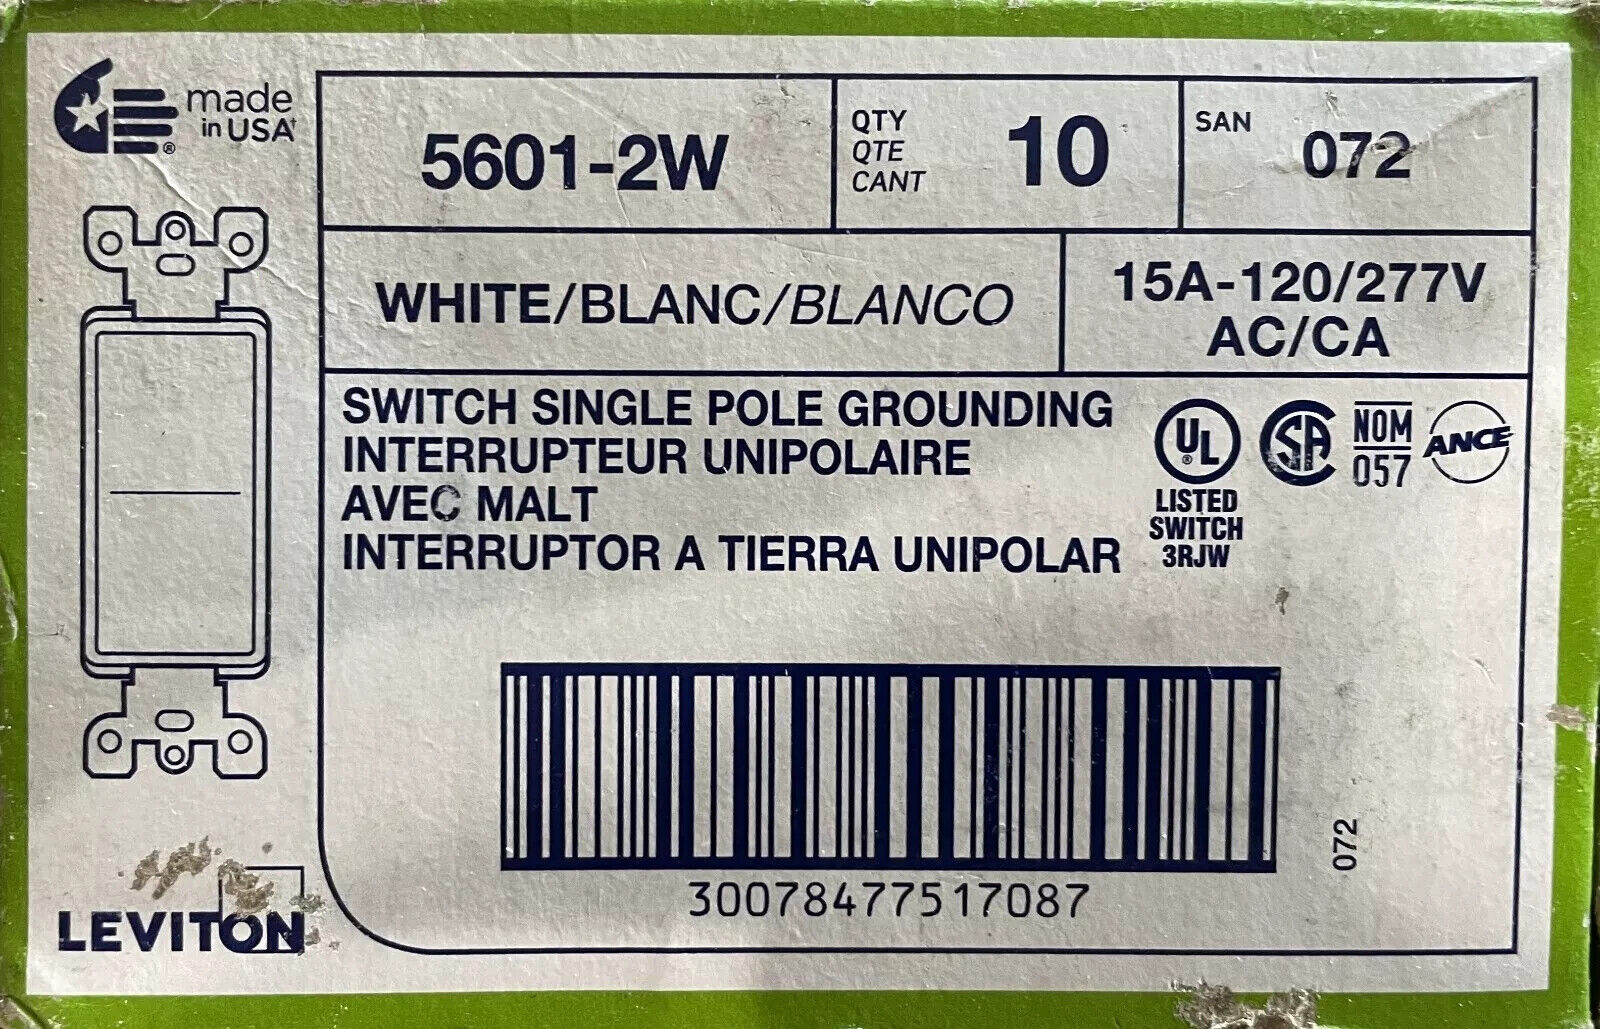 made
in USA†
5601-2W
QTY
QTE
CANT
10
SAN
072
WHITE/BLANC/BLANCO
15A-120/277V
AC/CA
SWITCH SINGLE POLE GROUNDING
INTERRUPTEUR UNIPOLAIRE
AVEC MALT
INTERRUPTOR A TIERRA UNIPOLAR
UL
®
LISTED
SWITCH
3RJW
SA
NOM
057
ANCE
30078477517087
072
LEVITON